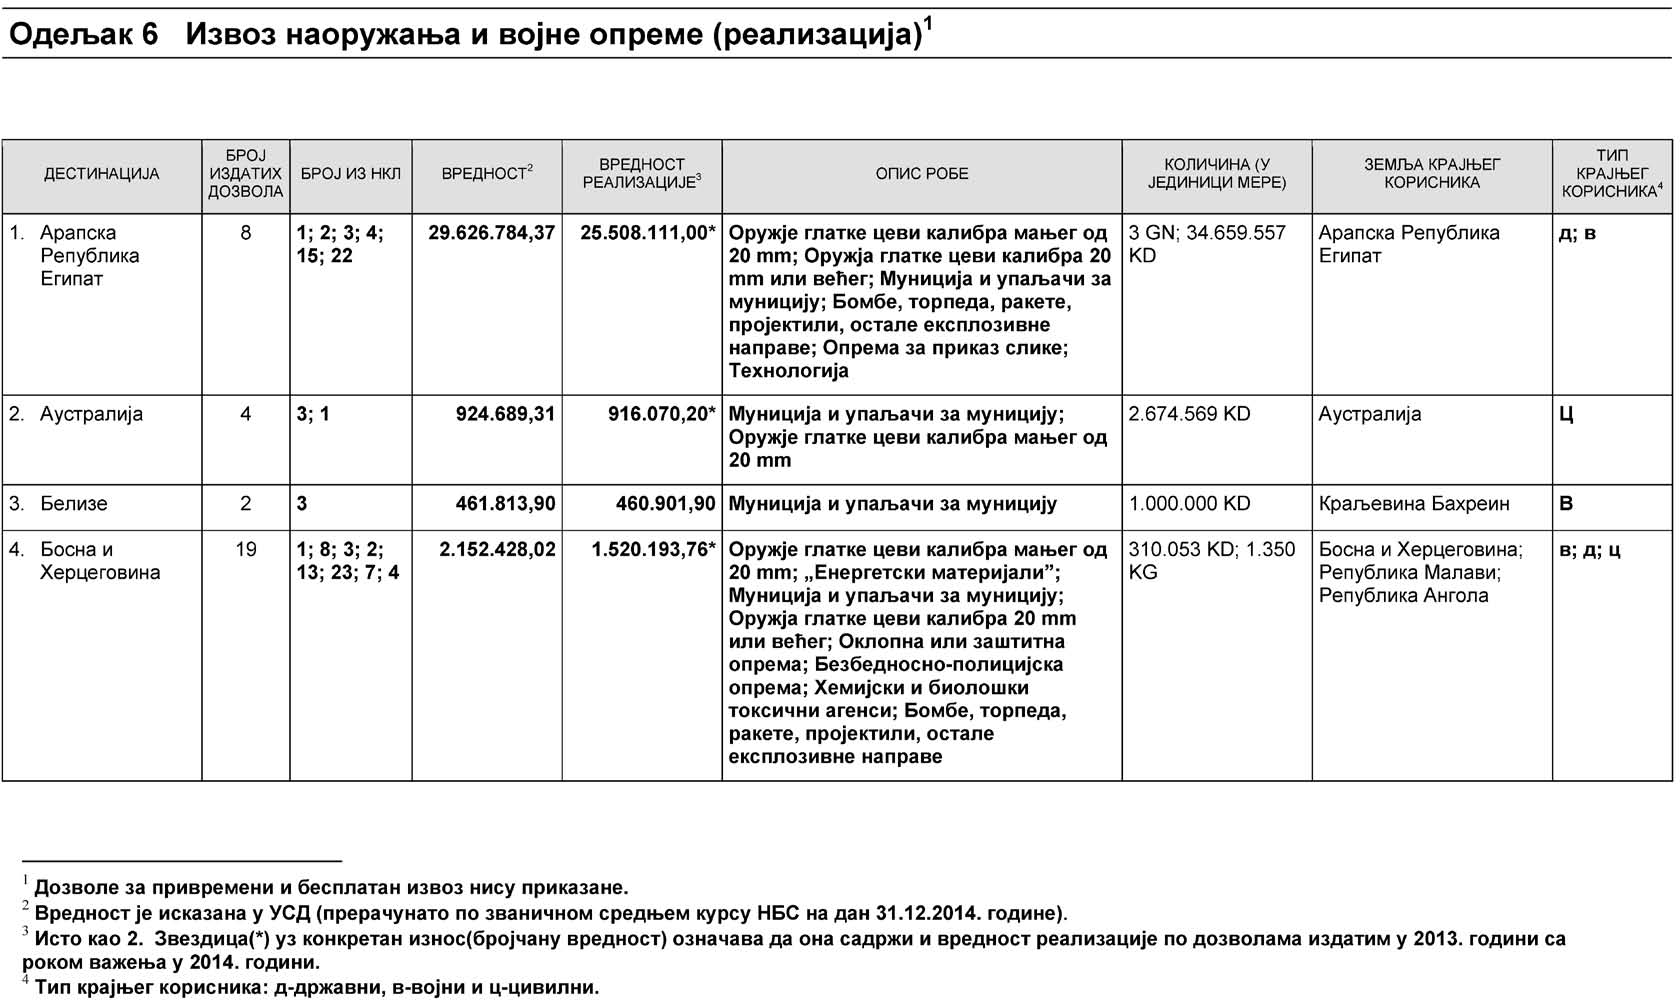 Одељак 6 Извоз наоружања и војне опреме (реализација)1
ДЕСТИНАЦИЈА
БРОЈ
ИЗДАТИХ
ДОЗВОЛА
БРОЈ ИЗ НКЛ
ВРЕДНОСТ2
ВРЕДНОСТ
РЕАЛИЗАЦИЈЕ3
ОПИС РОБЕ
КОЛИЧИНА (У
ЈЕДИНИЦИ МЕРЕ)
ЗЕМЉА КРАЈЊЕГ
КОРИСНИКА
ТИП
КРАЈЊЕГ
КОРИСНИКА4
1. Арапска
Република
Египат
8
1; 2; 3; 4;
15; 22
29.626.784,37
25.508.111,00*
Оружје глатке цеви калибра мањег од
20 mm; Оружја глатке цеви калибра 20
mm или већег; Муниција и упаљачи за
муницију; Бомбе, торпеда, ракете,
пројектили, остале експлозивне
направе; Опрема за приказ слике;
Технологија
3 GN; 34.659.557
KD
Арапска Република
Египат
д; в
2. Аустралија
4
3; 1
924.689,31
916.070,20*
Муниција и упаљачи за муницију;
Оружје глатке цеви калибра мањег од
20 mm
2.674.569 KD
Аустралија
Ц
3. Белизе
2
3
461.813,90
460.901,90
Муниција и упаљачи за муницију
1.000.000 KD
Краљевина Бахреин
В
4. Босна и
Херцеговина
19
1; 8; 3; 2;
13; 23; 7; 4
2.152.428,02
1.520.193,76*
Оружје глатке цеви калибра мањег од
20 mm; „Енергетски материјали”;
Муниција и упаљачи за муницију;
Оружја глатке цеви калибра 20 mm
или већег; Оклопна или заштитна
опрема; Безбедносно-полицијска
опрема; Хемијски и биолошки
токсични агенси; Бомбе, торпеда,
ракете, пројектили, остале
експлозивне направе
310.053 KD; 1.350
KG
Босна и Херцеговина;
Република Малави;
Република Ангола
в; д; ц
1 Дозволе за привремени и бесплатан извоз нису приказане.
2 Вредност је исказана у УСД (прерачунато по званичном средњем курсу НБС на дан 31.12.2014. године).
3 Исто као 2. Звездица(*) уз конкретан износ(бројчану вредност) означава да она садржи и вредност реализације по дозволама издатим у 2013. години са
роком важења у 2014. години.
4 Тип крајњег корисника: д-државни, в-војни и ц-цивилни.